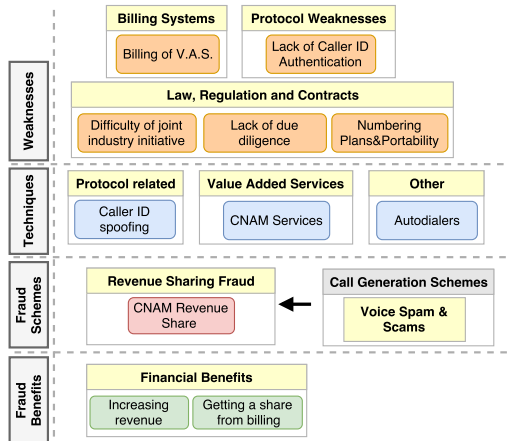 Billing Systems
Protocol Weaknesses
Billing of V.A.S.
Lack of Caller ID
Authentication
Weaknesses
Law, Regulation and Contracts
Difficulty of joint
industry initiative
Lack of due
diligence
Numbering
Plans&Portability
Techniques
Protocol related
Value Added Services
Other
Caller ID
spoofing
CNAM Services
Autodialers
Fraud
Schemes
Revenue Sharing Fraud
CNAM Revenue
Share
Call Generation Schemes
Voice Spam &
Scams
Fraud
Benefits
Financial Benefits
Increasing
revenue
Getting a share
from billing